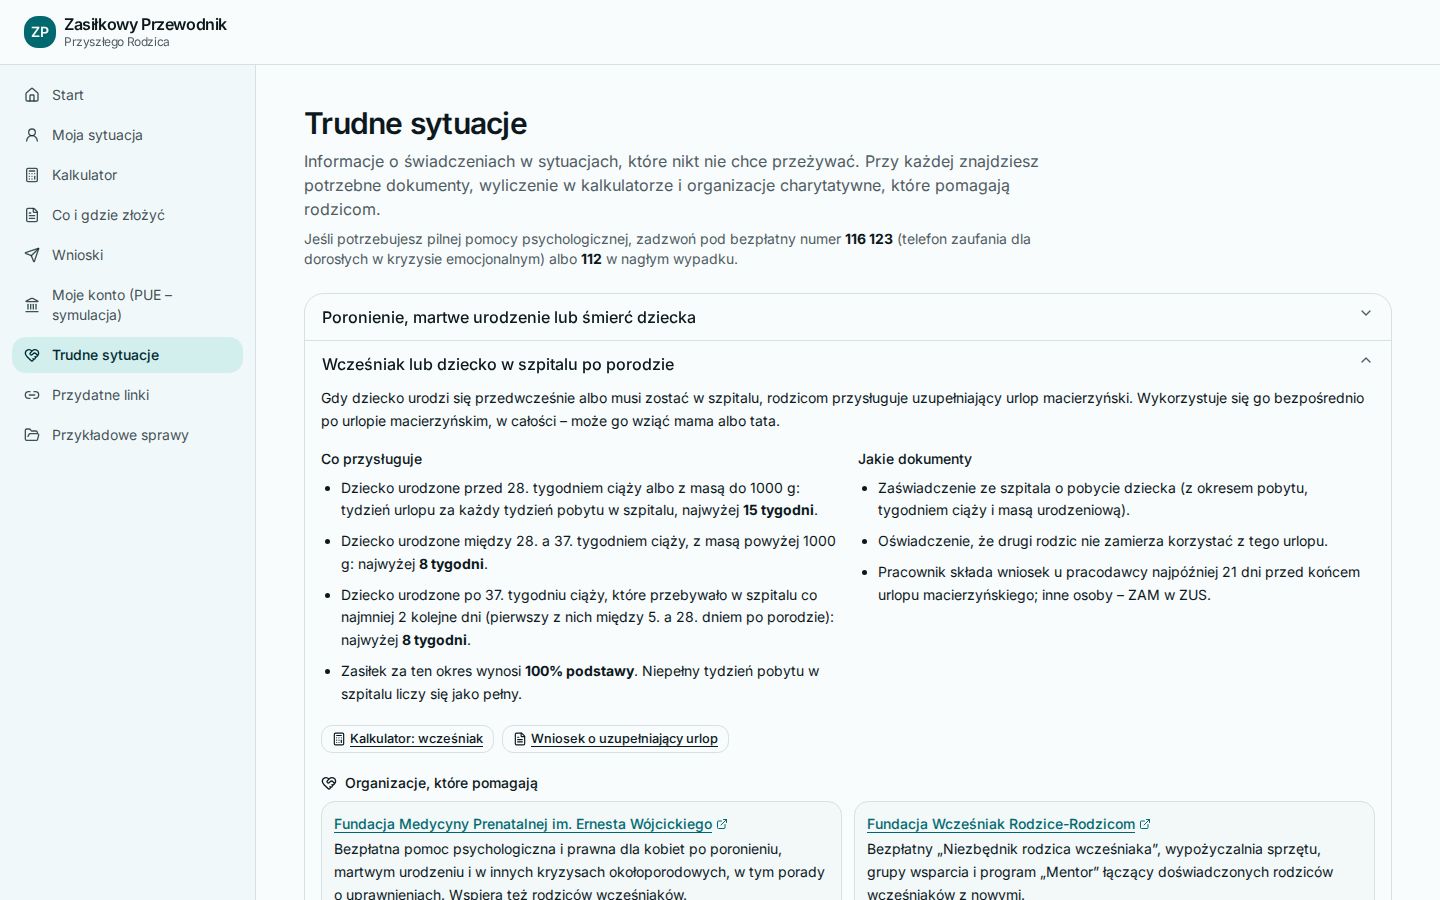 ZP
Zasiłkowy Przewodnik
Przyszłego Rodzica
Start
Moja sytuacja
Kalkulator
Co i gdzie złożyć
Wnioski
Moje konto (PUE –
symulacja)
Trudne sytuacje
Przydatne linki
Przykładowe sprawy
Trudne sytuacje
Informacje o świadczeniach w sytuacjach, które nikt nie chce przeżywać. Przy każdej znajdziesz
potrzebne dokumenty, wyliczenie w kalkulatorze i organizacje charytatywne, które pomagają
rodzicom.
Jeśli potrzebujesz pilnej pomocy psychologicznej, zadzwoń pod bezpłatny numer 116 123 (telefon zaufania dla
dorosłych w kryzysie emocjonalnym) albo 112 w nagłym wypadku.
Poronienie, martwe urodzenie lub śmierć dziecka
Wcześniak lub dziecko w szpitalu po porodzie
Gdy dziecko urodzi się przedwcześnie albo musi zostać w szpitalu, rodzicom przysługuje uzupełniający urlop macierzyński. Wykorzystuje się go bezpośrednio
po urlopie macierzyńskim, w całości – może go wziąć mama albo tata.
Co przysługuje
Dziecko urodzone przed 28. tygodniem ciąży albo z masą do 1000 g:
tydzień urlopu za każdy tydzień pobytu w szpitalu, najwyżej 15 tygodni.
Dziecko urodzone między 28. a 37. tygodniem ciąży, z masą powyżej 1000
g: najwyżej 8 tygodni.
Dziecko urodzone po 37. tygodniu ciąży, które przebywało w szpitalu co
najmniej 2 kolejne dni (pierwszy z nich między 5. a 28. dniem po porodzie):
najwyżej 8 tygodni.
Zasiłek za ten okres wynosi 100% podstawy. Niepełny tydzień pobytu w
szpitalu liczy się jako pełny.
Jakie dokumenty
Zaświadczenie ze szpitala o pobycie dziecka (z okresem pobytu,
tygodniem ciąży i masą urodzeniową).
Oświadczenie, że drugi rodzic nie zamierza korzystać z tego urlopu.
Pracownik składa wniosek u pracodawcy najpóźniej 21 dni przed końcem
urlopu macierzyńskiego; inne osoby – ZAM w ZUS.
Kalkulator: wcześniak
Wniosek o uzupełniający urlop
Organizacje, które pomagają
Fundacja Medycyny Prenatalnej im. Ernesta Wójcickiego
Bezpłatna pomoc psychologiczna i prawna dla kobiet po poronieniu,
martwym urodzeniu i w innych kryzysach okołoporodowych, w tym porady
o uprawnieniach. Wspiera też rodziców wcześniaków.
Fundacja Wcześniak Rodzice-Rodzicom
Bezpłatny „Niezbędnik rodzica wcześniaka”, wypożyczalnia sprzętu,
grupy wsparcia i program „Mentor” łączący doświadczonych rodziców
wcześniaków z nowymi.